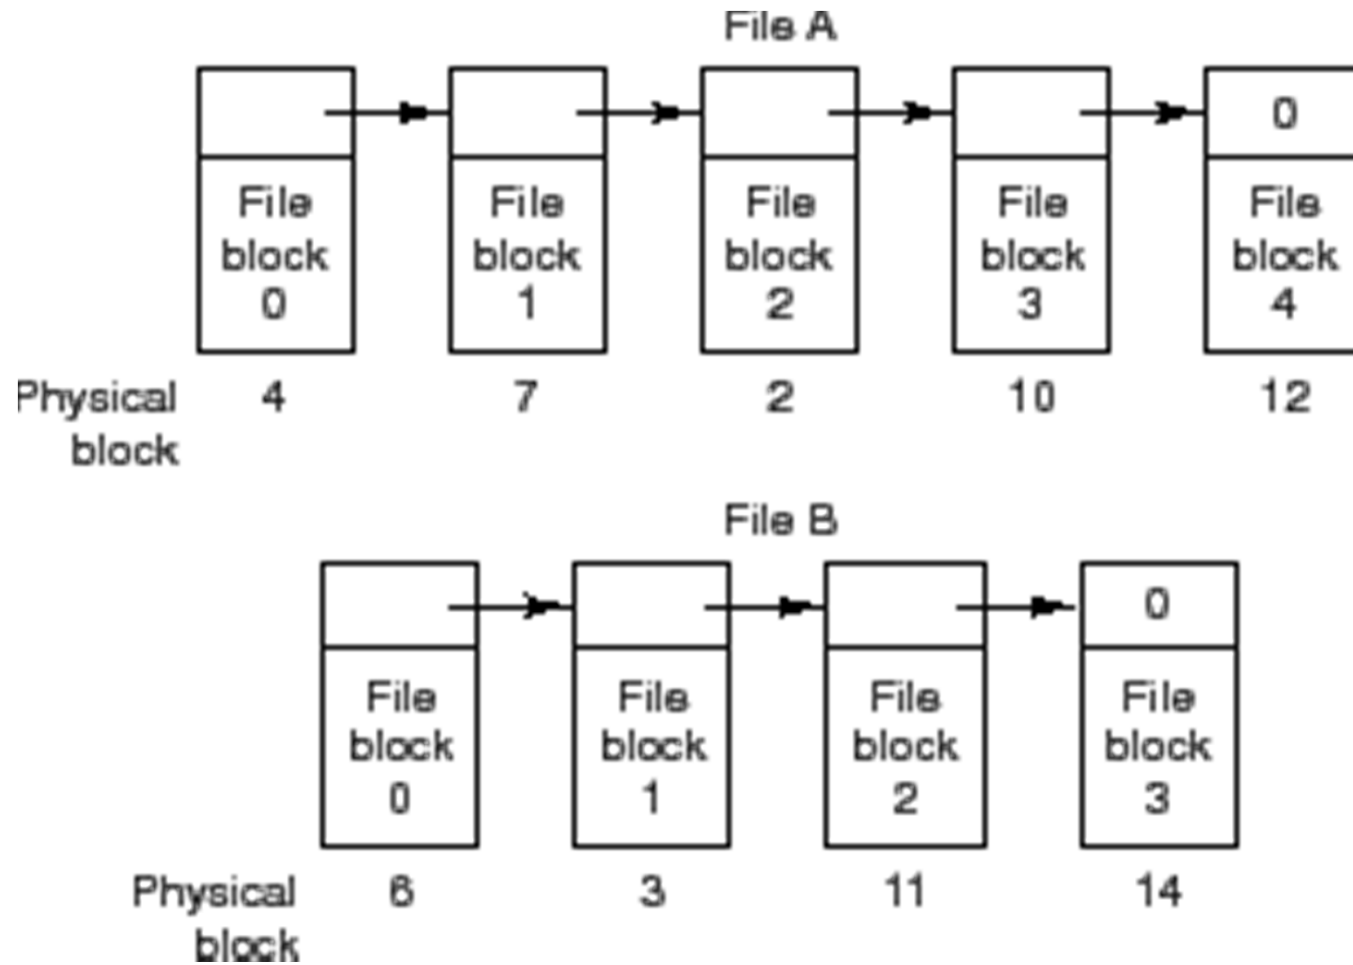 File A
0
File File File File File
block block block block block
0 1 2 3 4
Physical 4 7 2 10 12
block
File B
0
File File File File
block block block block
0 1 2 3
Physical 6 3 11 14
block